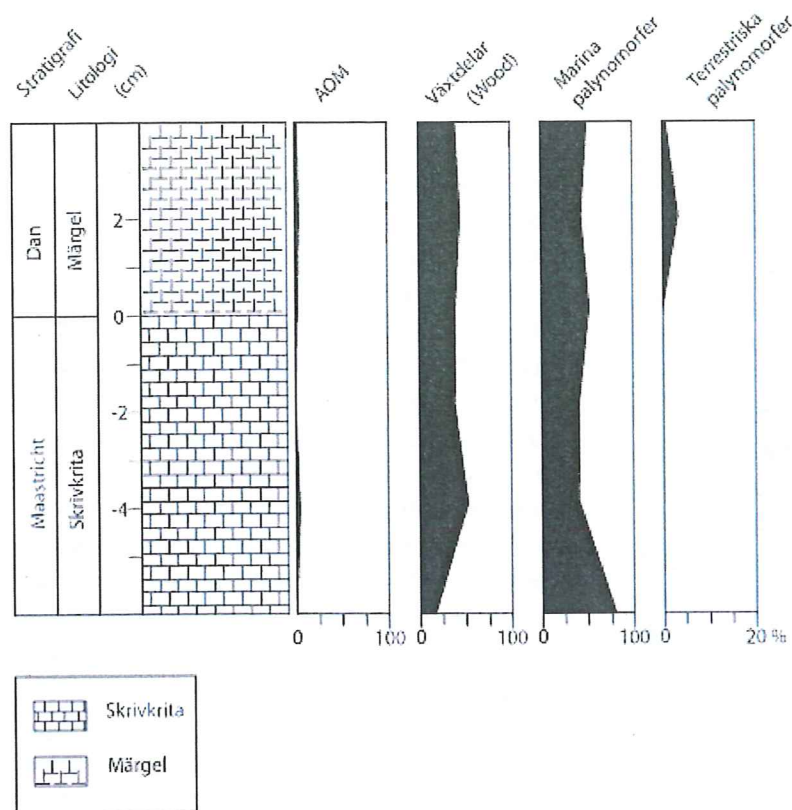 Stratigrafi
Litologi
(cm)
AOM
Växtdelar
(Wood)
Marina
palynomorfer
Terrestriska
palynomorfer
Dan
Märgel
Maastricht
Skrivkrita
2
0
-2
-4
0 100
0 100
0 100
0 20 %
Skrivkrita
Märgel